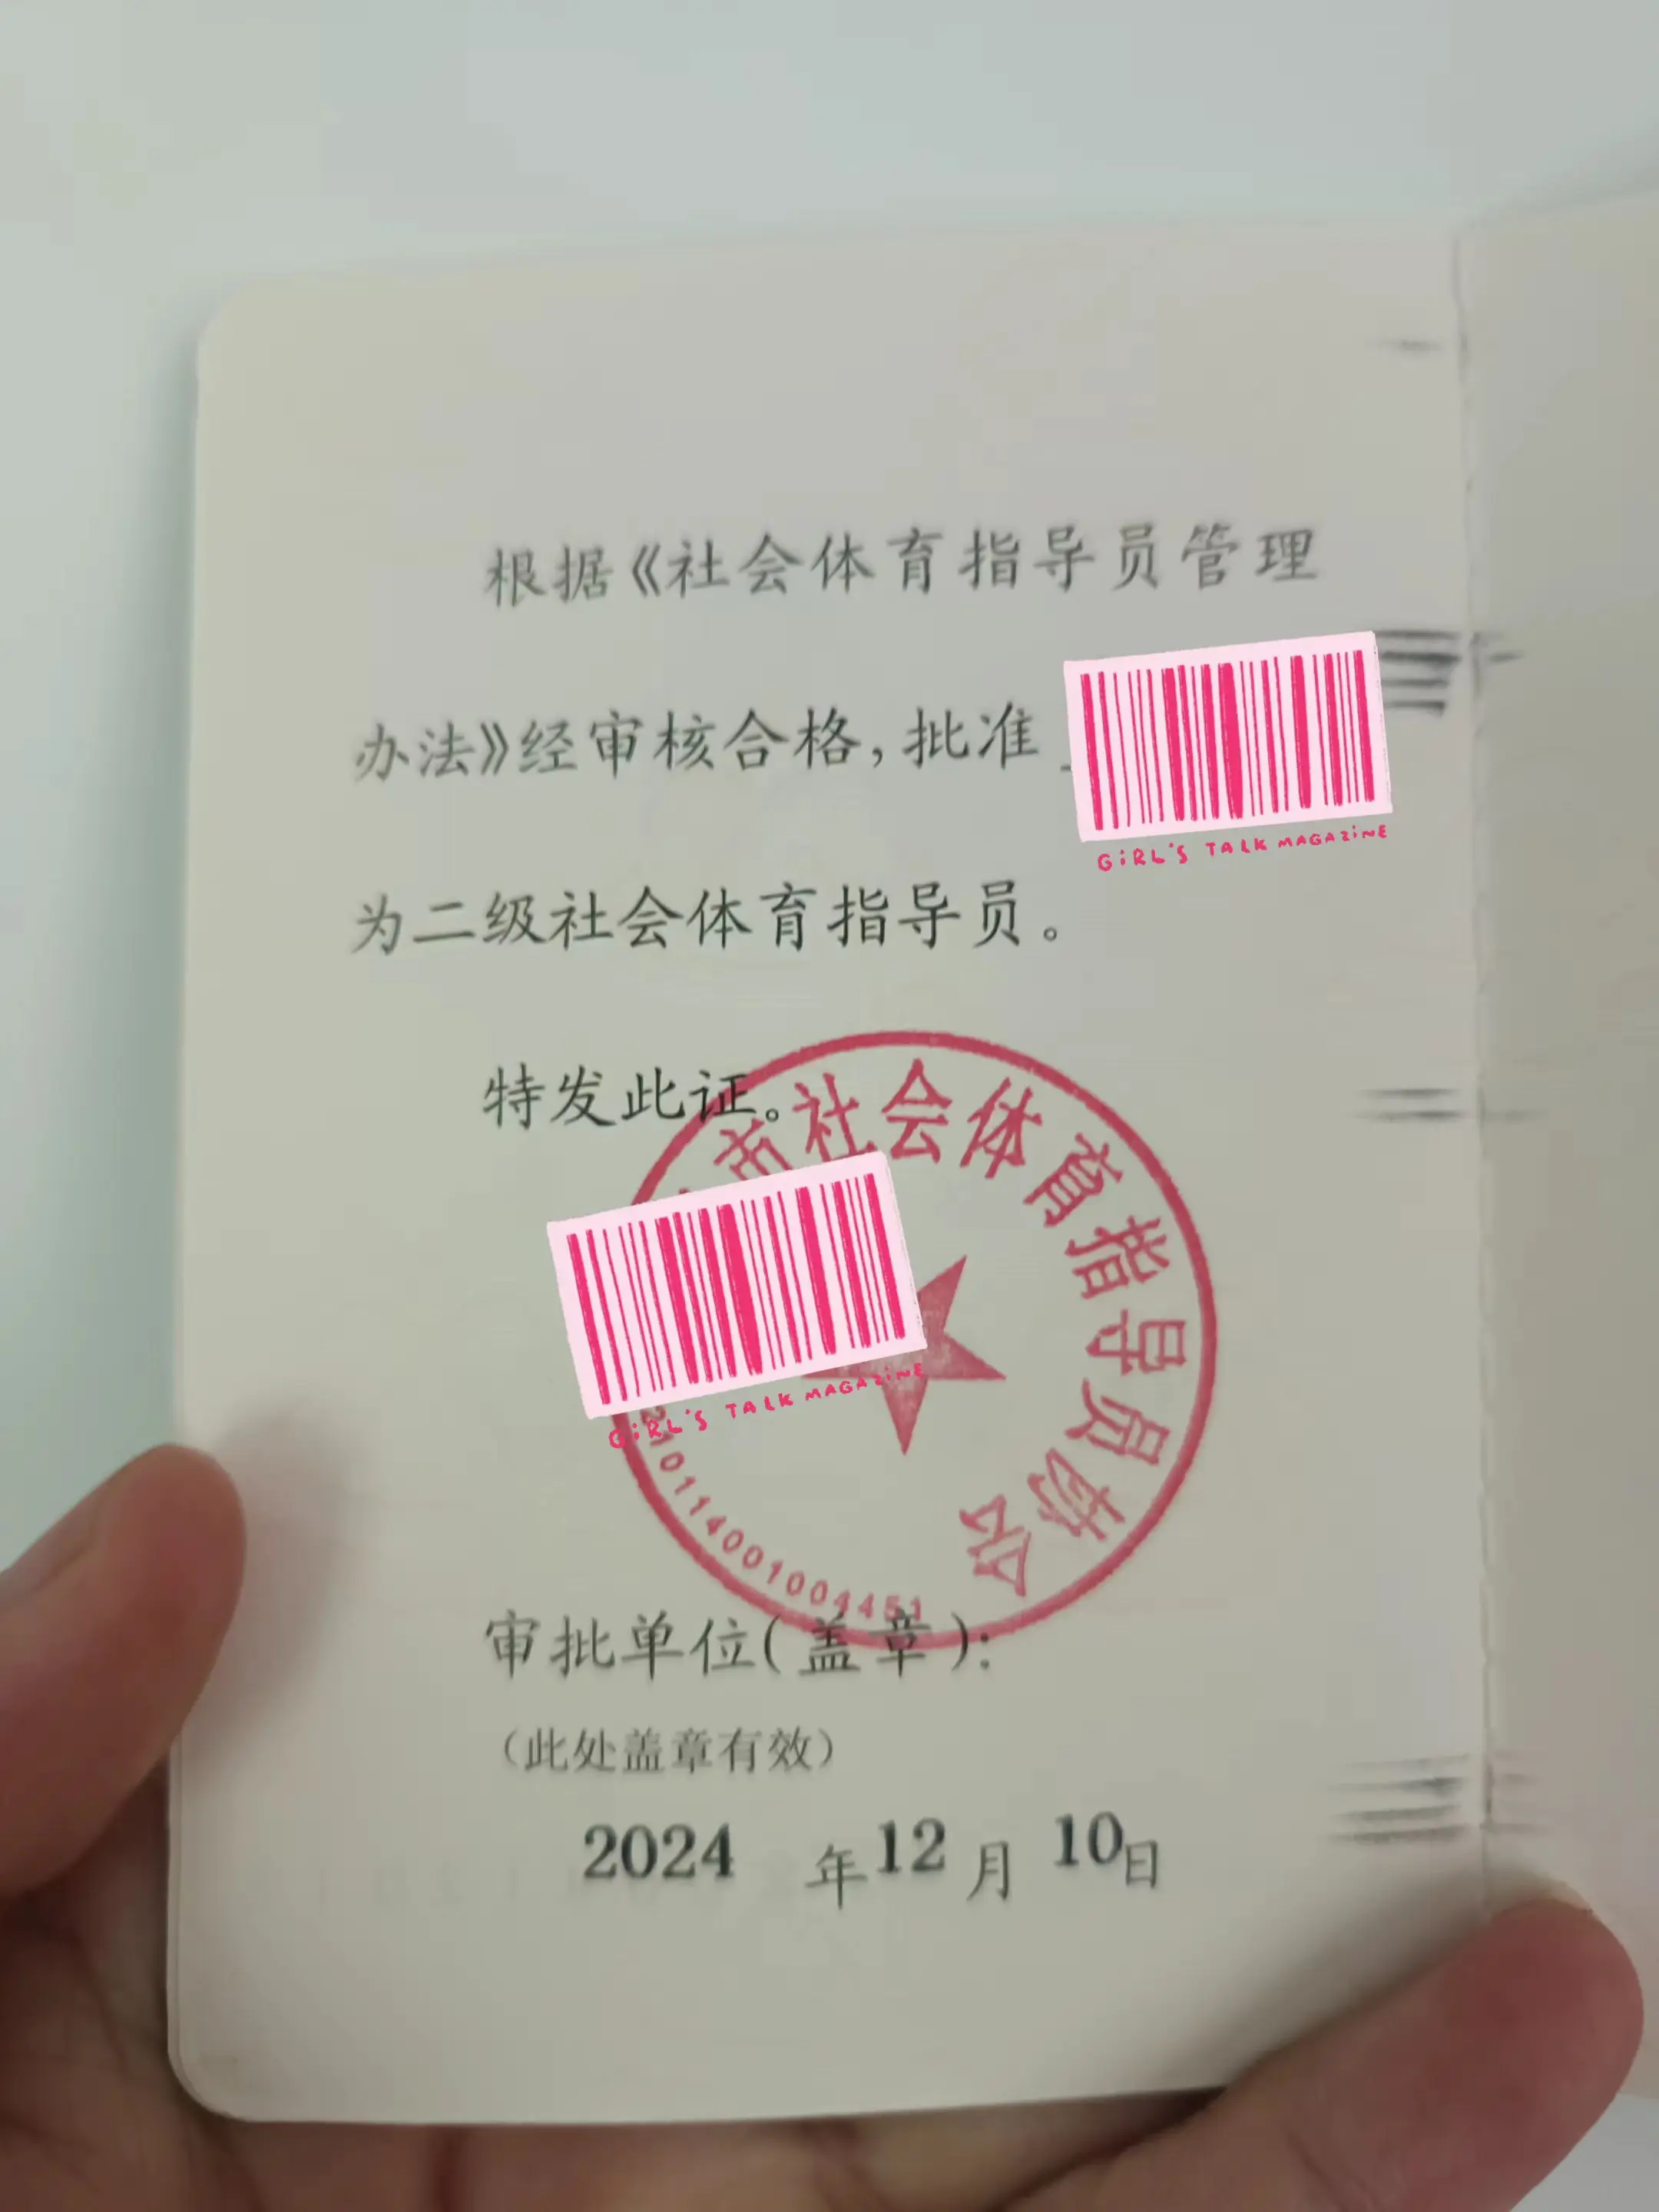 根据《社会体育指导员管理
办法》经审核合格,批准
GIRL'S TALK MAGAZINE
为二级社会体育指导员。
特发此证。
市社会体育指导员协会
GIRL'S TALK MAGAZINE
210114001004451
审批单位(盖章):
(此处盖章有效)
2024 年 12 月 10 日